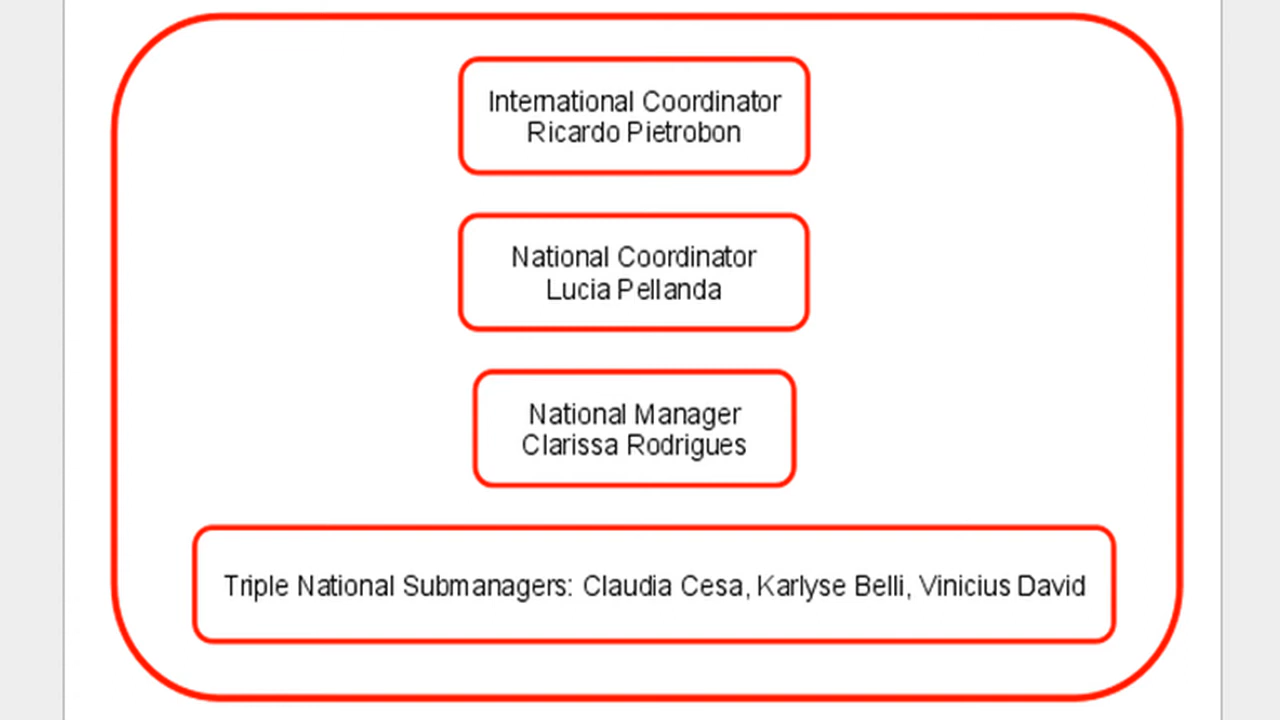 International Coordinator
Ricardo Pietrobon
National Coordinator
Lucia Pellanda
National Manager
Clarissa Rodrigues
Triple National Submanagers: Claudia Cesa, Karlyse Belli, Vinicius David